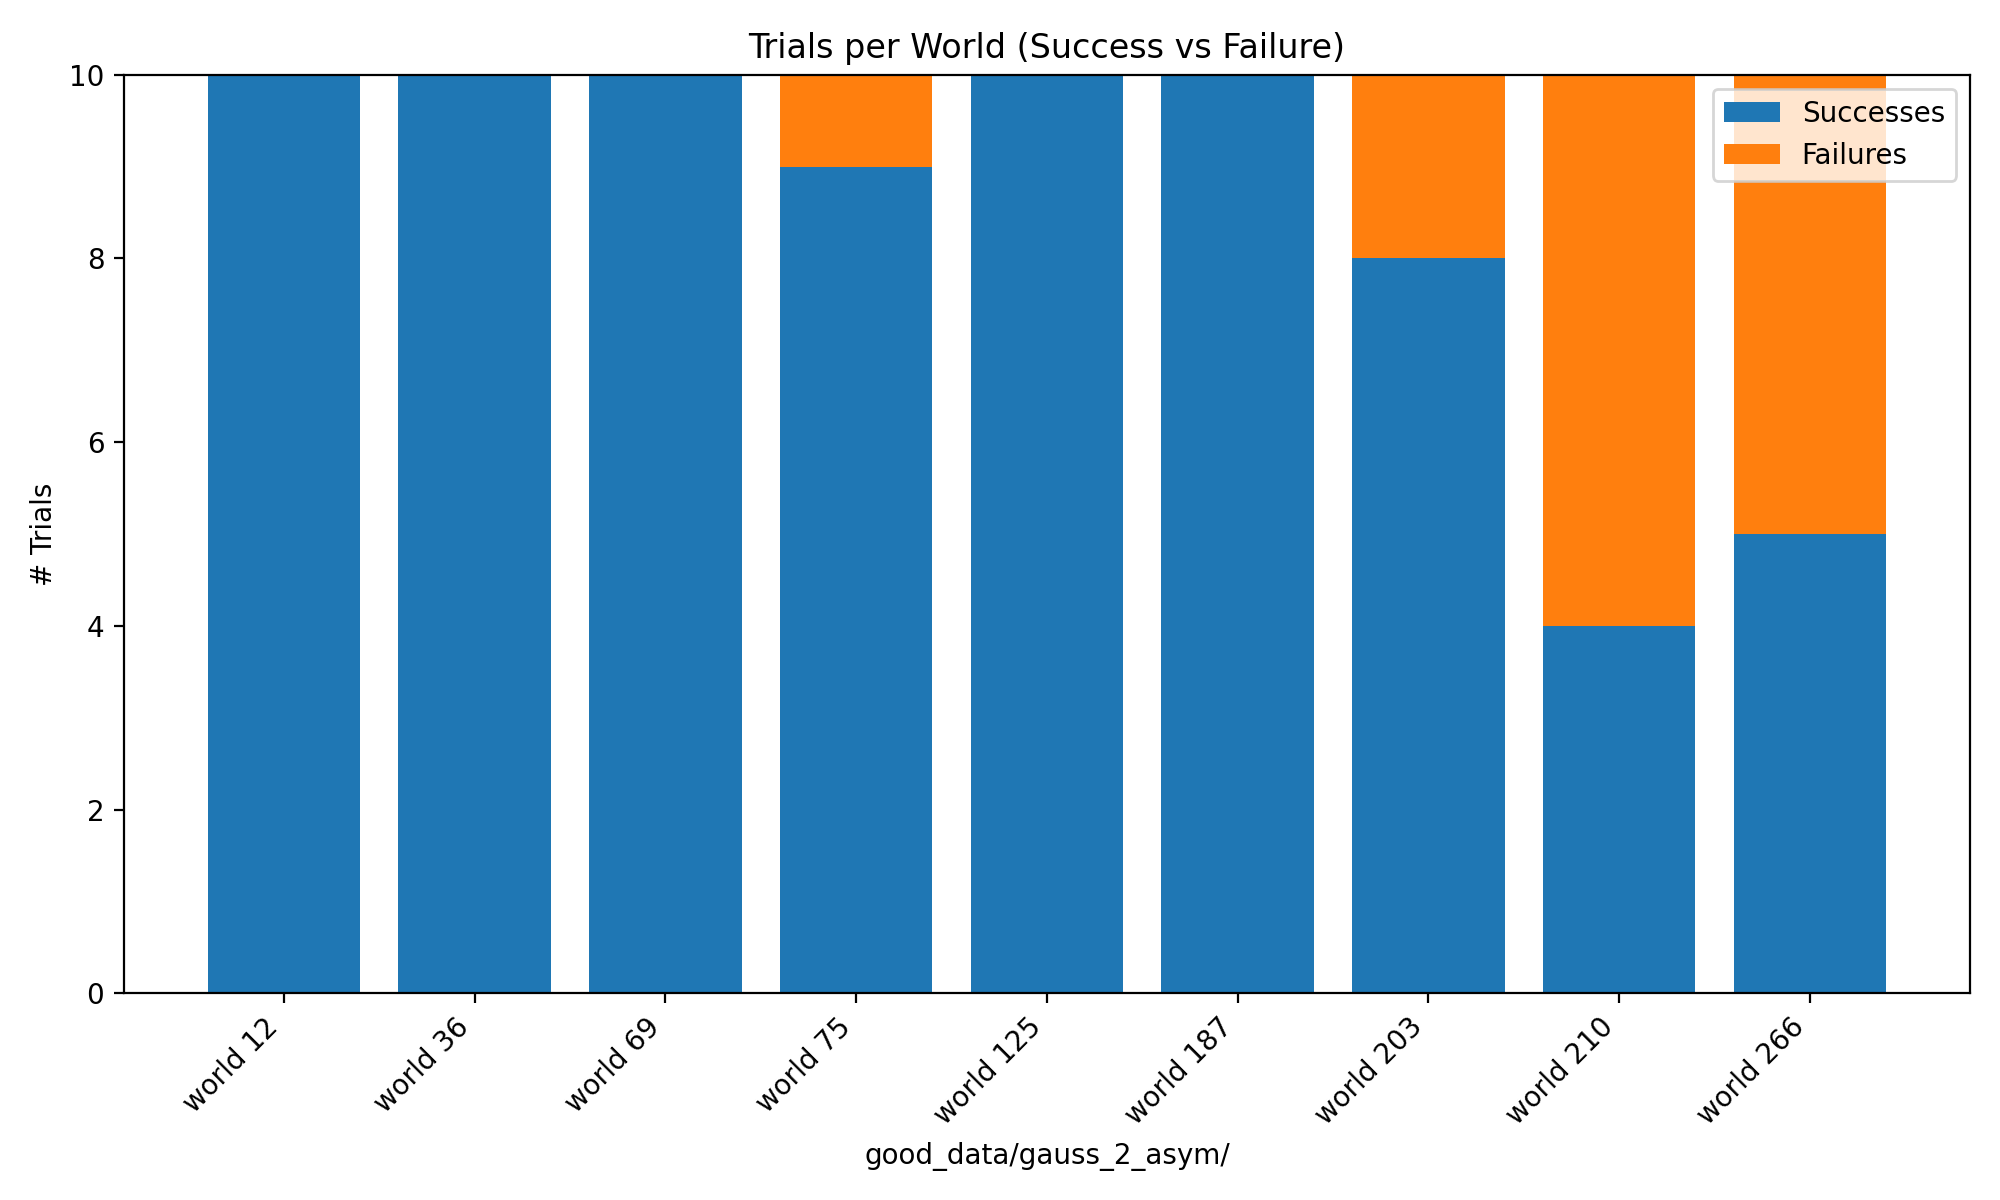 Trials per World (Success vs Failure)
10
8
6
4
2
0
# Trials
Successes
Failures
world 12
world 36
world 69
world 75
world 125
world 187
world 203
world 210
world 266
good_data/gauss_2_asym/